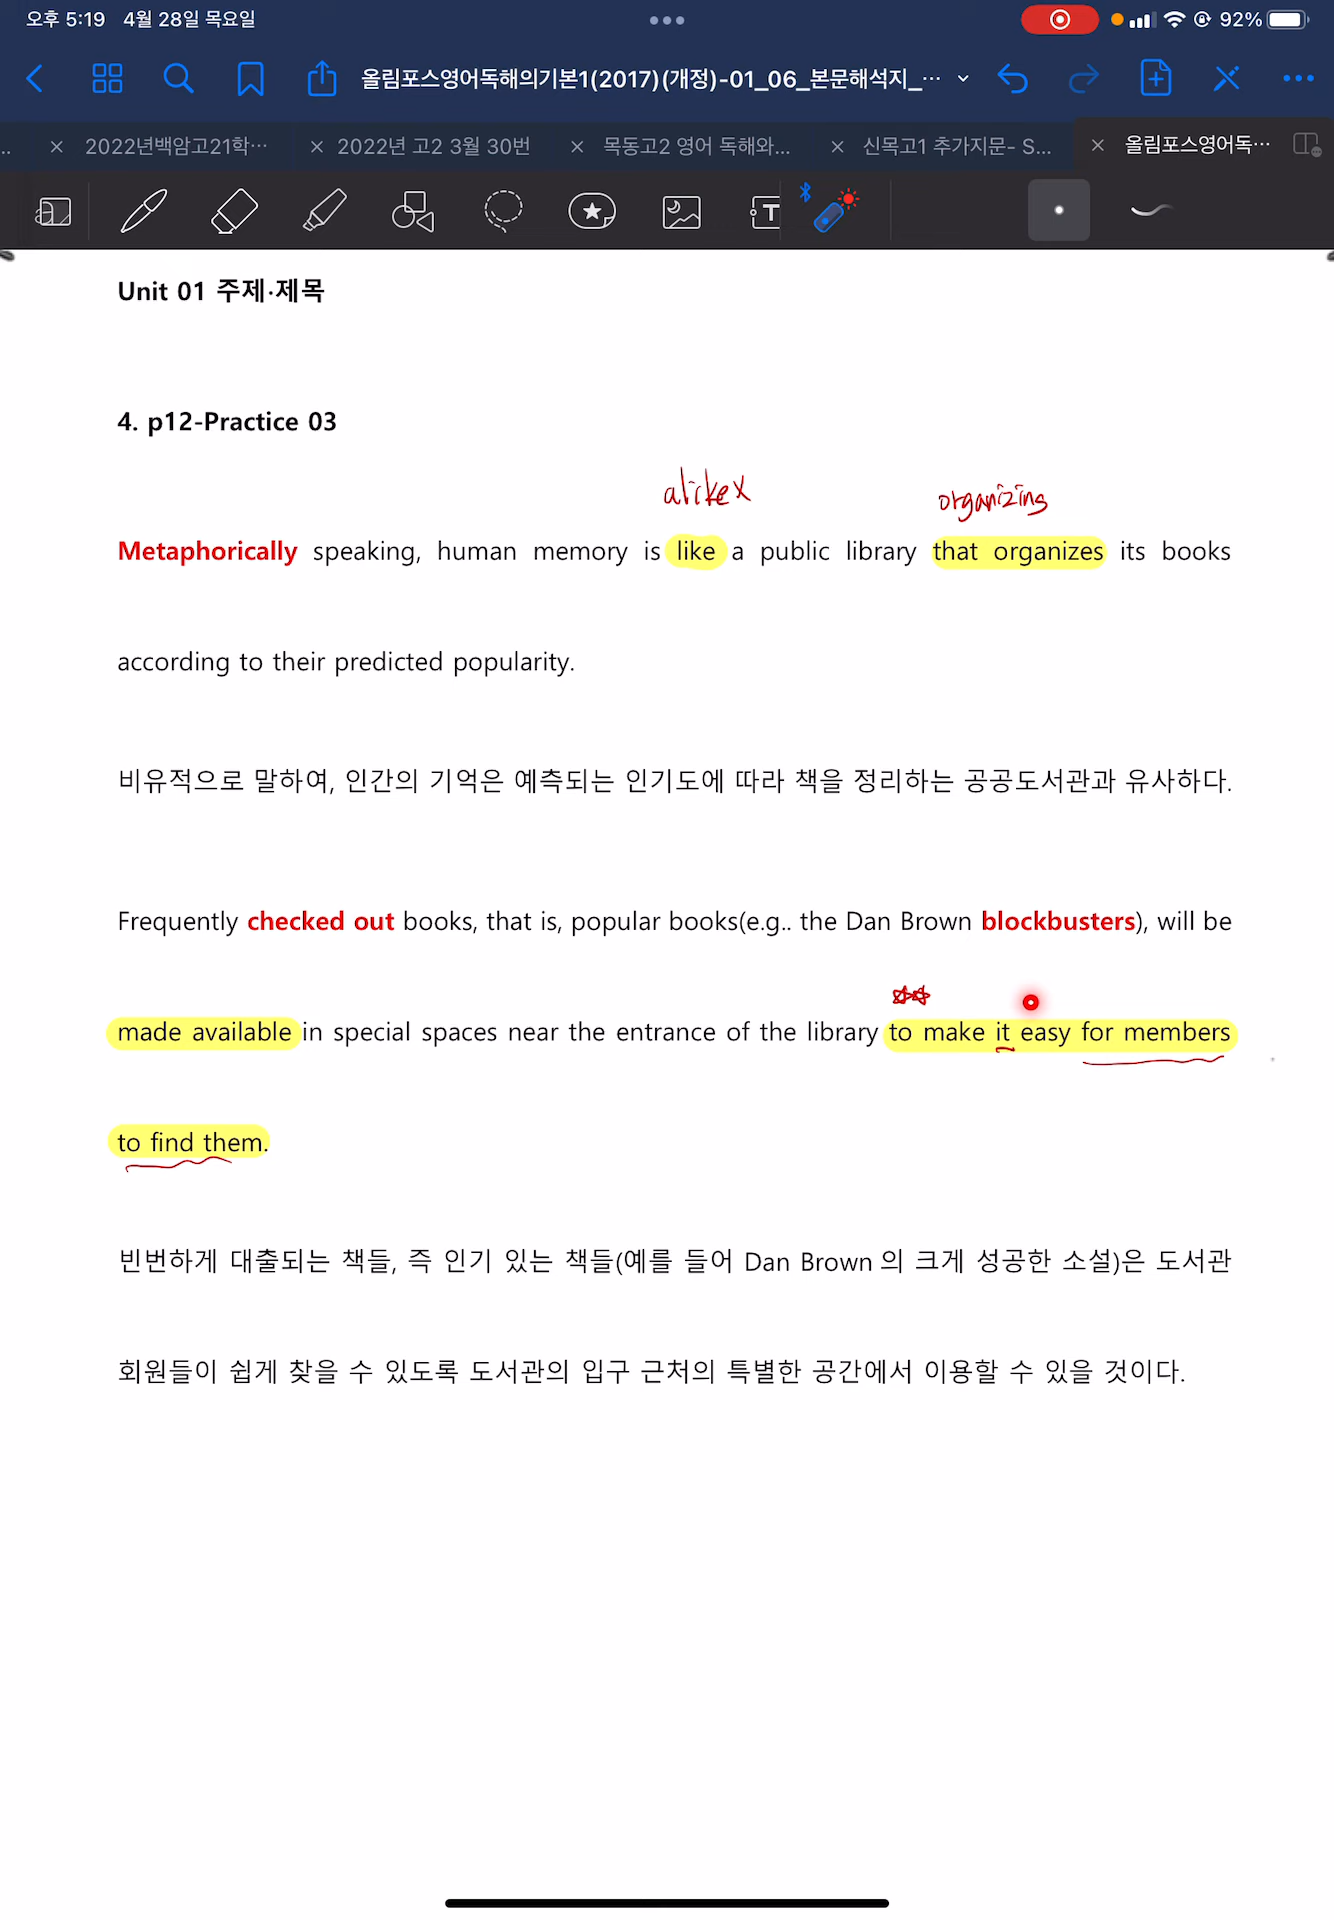 오후 5:19 4월 28일 목요일
92%
올림포스영어독해의기본1(2017)(개정)-01_06_본문해석지_…
.. × 2022년백암고21학… × 2022년 고2 3월 30번 × 목동고2 영어 독해와... × 신목고1 추가지문- S... × 올림포스영어독…
Unit 01 주제·제목
4. p12-Practice 03
alike X organizing
Metaphorically speaking, human memory is like a public library that organizes its books
according to their predicted popularity.
비유적으로 말하여, 인간의 기억은 예측되는 인기도에 따라 책을 정리하는 공공도서관과 유사하다.
Frequently checked out books, that is, popular books(e.g.. the Dan Brown blockbusters), will be
made available in special spaces near the entrance of the library to make it easy for members
to find them.
빈번하게 대출되는 책들, 즉 인기 있는 책들(예를 들어 Dan Brown 의 크게 성공한 소설)은 도서관
회원들이 쉽게 찾을 수 있도록 도서관의 입구 근처의 특별한 공간에서 이용할 수 있을 것이다.